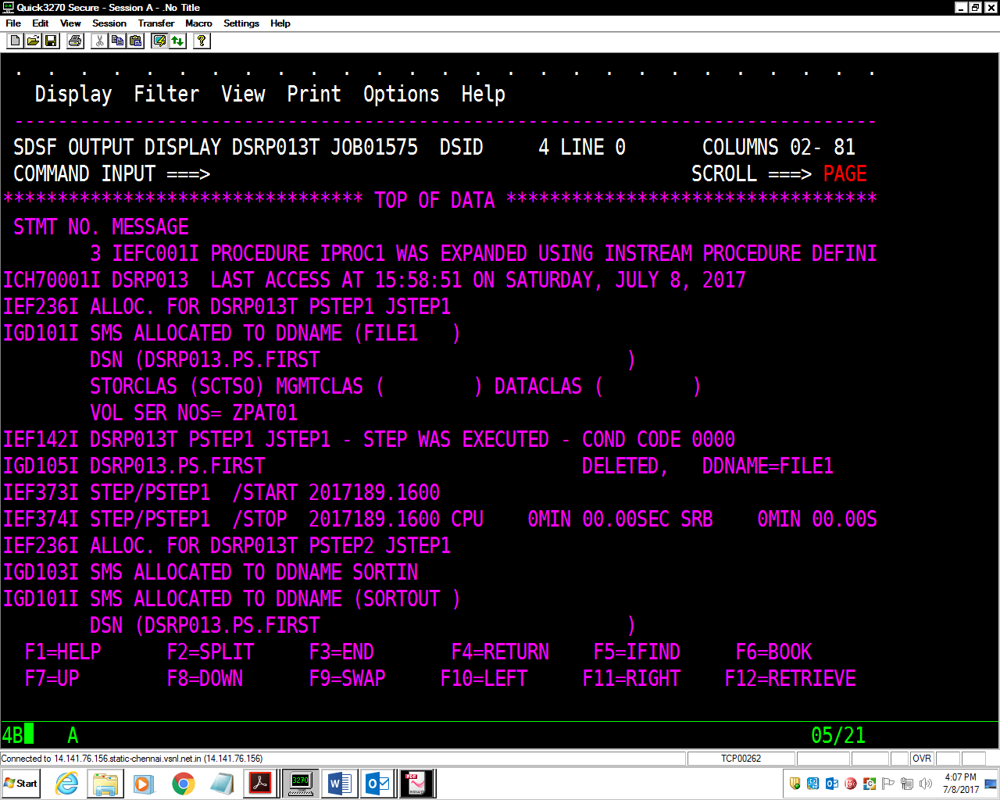 Quick3270 Secure - Session A - .No Title
File Edit View Session Transfer Macro Settings Help
. . . . . . . . . . . . . . . . . . . . . . . . . . .
Display Filter View Print Options Help
-------------------------------------------------------------------------------
SDSF OUTPUT DISPLAY DSRP013T JOB01575 DSID 4 LINE 0 COLUMNS 02- 81
COMMAND INPUT ===> SCROLL ===> PAGE
********************************* TOP OF DATA **********************************
STMT NO. MESSAGE
3 IEFC001I PROCEDURE IPROC1 WAS EXPANDED USING INSTREAM PROCEDURE DEFINI
ICH70001I DSRP013 LAST ACCESS AT 15:58:51 ON SATURDAY, JULY 8, 2017
IEF236I ALLOC. FOR DSRP013T PSTEP1 JSTEP1
IGD101I SMS ALLOCATED TO DDNAME (FILE1 )
DSN (DSRP013.PS.FIRST )
STORCLAS (SCTSO) MGMTCLAS ( ) DATACLAS ( )
VOL SER NOS= ZPAT01
IEF142I DSRP013T PSTEP1 JSTEP1 - STEP WAS EXECUTED - COND CODE 0000
IGD105I DSRP013.PS.FIRST DELETED, DDNAME=FILE1
IEF373I STEP/PSTEP1 /START 2017189.1600
IEF374I STEP/PSTEP1 /STOP 2017189.1600 CPU 0MIN 00.00SEC SRB 0MIN 00.00S
IEF236I ALLOC. FOR DSRP013T PSTEP2 JSTEP1
IGD103I SMS ALLOCATED TO DDNAME SORTIN
IGD101I SMS ALLOCATED TO DDNAME (SORTOUT )
DSN (DSRP013.PS.FIRST )
F1=HELP F2=SPLIT F3=END F4=RETURN F5=IFIND F6=BOOK
F7=UP F8=DOWN F9=SWAP F10=LEFT F11=RIGHT F12=RETRIEVE
4B A 05/21
Connected to 14.141.76.156.static-chennai.vsnl.net.in (14.141.76.156) TCP00262 OVR
Start 3270 4:07 PM
7/8/2017